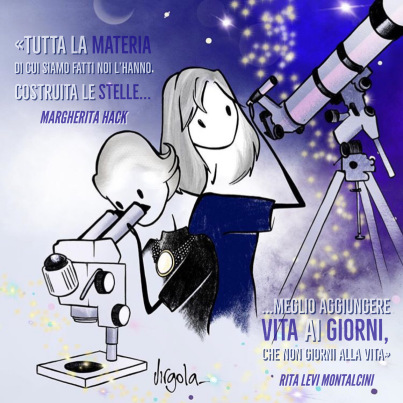 «TUTTA LA MATERIA
DI CUI SIAMO FATTI NOI L'HANNO
COSTRUITA LE STELLE...
MARGHERITA HACK
...MEGLIO AGGIUNGERE
VITA AI GIORNI,
CHE NON GIORNI ALLA VITA»
RITA LEVI MONTALCINI
Virgola_